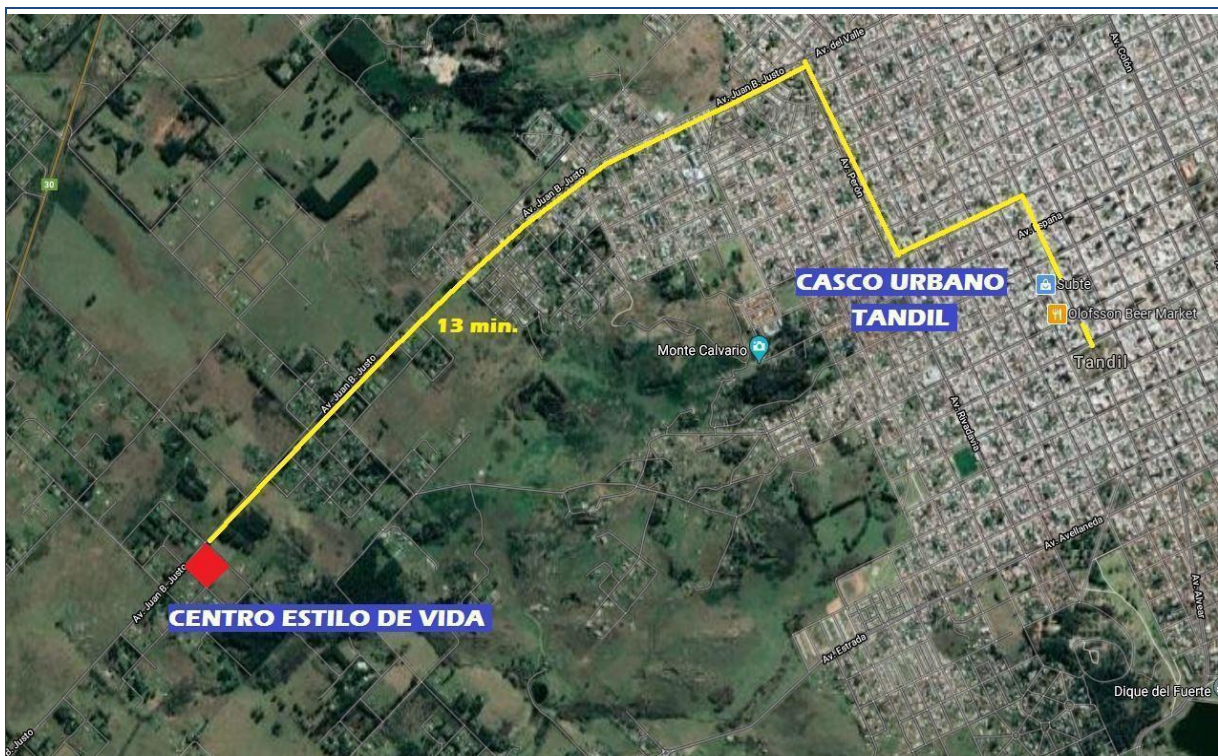 Av. del Valle
Av. Colón
Av. Juan B. Justo
30
Av. Perón
Av. Juan B. Justo
Av. España
CASCO URBANO
TANDIL
Subte
Olofsson Beer Market
13 min.
Monte Calvario
Tandil
Av. Juan B. Justo
Av. Rivadavia
Av. Avellaneda
Av. Juan B. Justo
Av. Alvear
CENTRO ESTILO DE VIDA
Av. Estrada
Dique del Fuerte
B. Justo